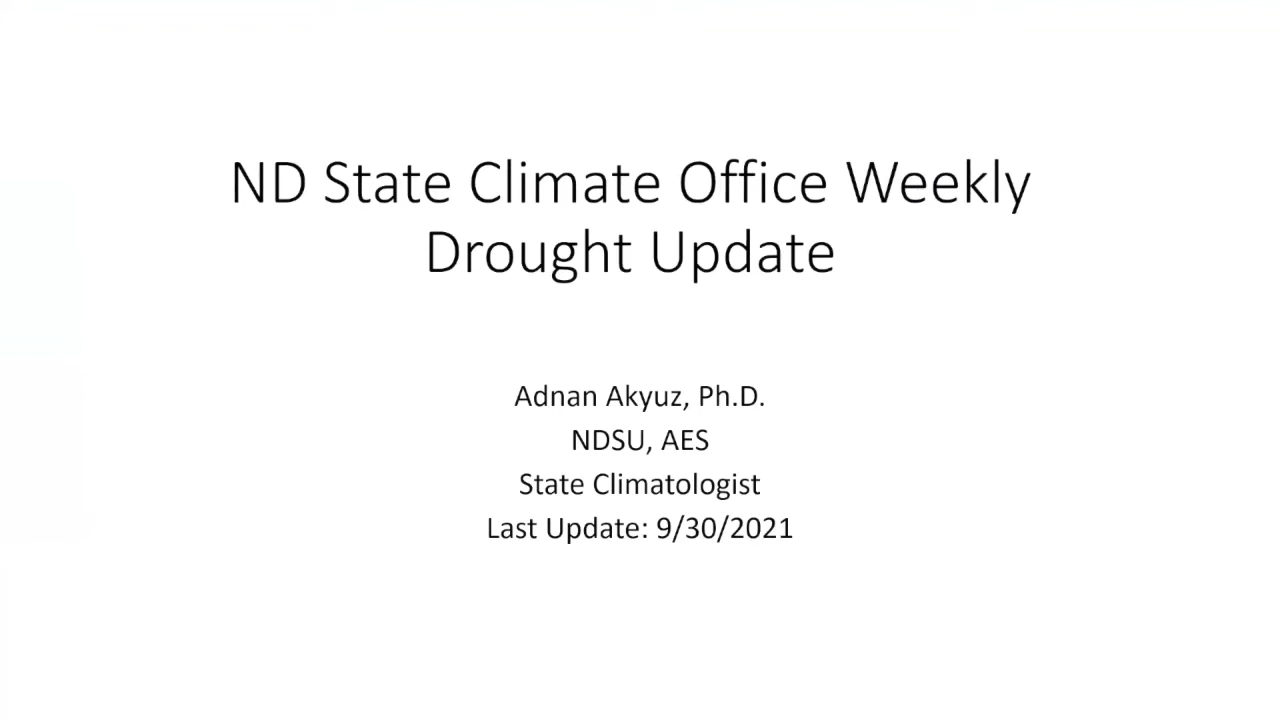 ND State Climate Office Weekly
Drought Update
Adnan Akyuz, Ph.D.
NDSU, AES
State Climatologist
Last Update: 9/30/2021